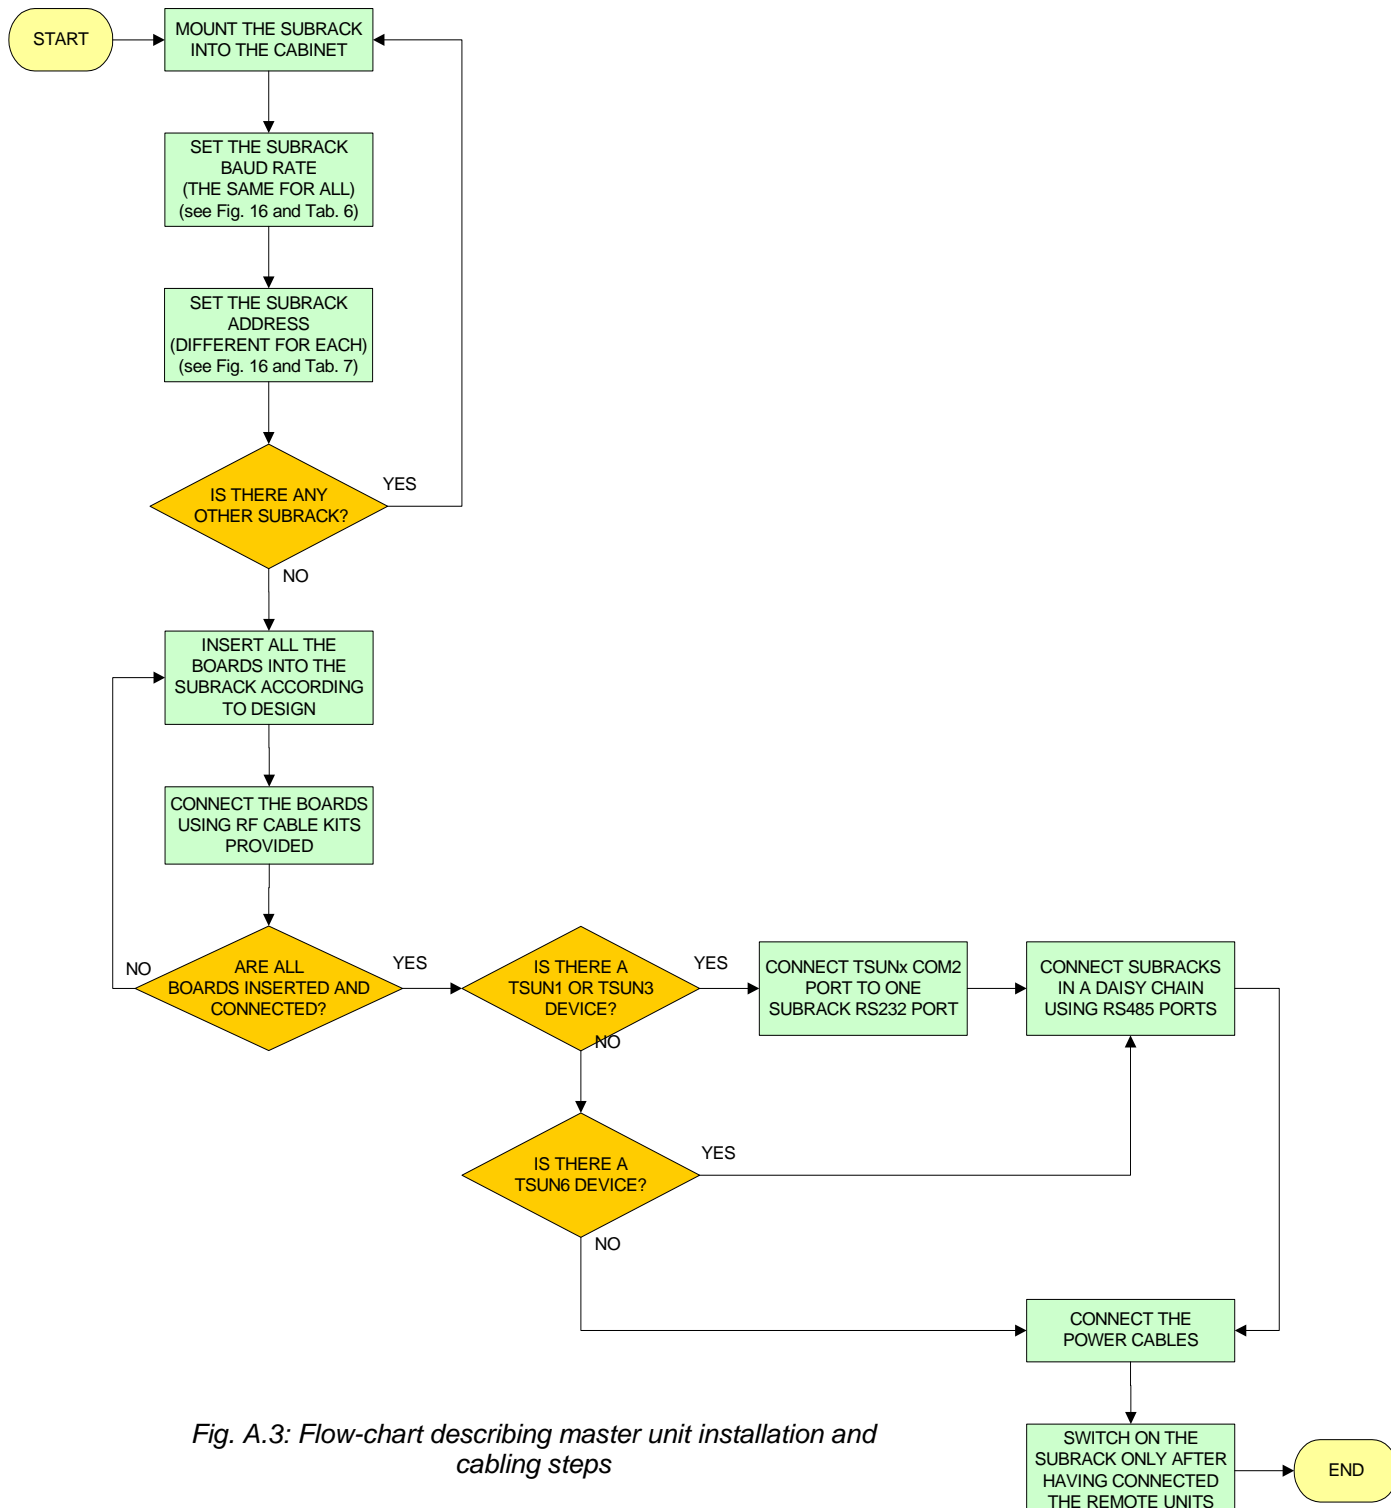 START
MOUNT THE SUBRACK
INTO THE CABINET
SET THE SUBRACK
BAUD RATE
(THE SAME FOR ALL)
(see Fig. 16 and Tab. 6)
SET THE SUBRACK
ADDRESS
(DIFFERENT FOR EACH)
(see Fig. 16 and Tab. 7)
IS THERE ANY
OTHER SUBRACK?
YES
NO
INSERT ALL THE
BOARDS INTO THE
SUBRACK ACCORDING
TO DESIGN
CONNECT THE BOARDS
USING RF CABLE KITS
PROVIDED
ARE ALL
BOARDS INSERTED AND
CONNECTED?
NO
YES
IS THERE A
TSUN1 OR TSUN3
DEVICE?
YES
NO
CONNECT TSUNx COM2
PORT TO ONE
SUBRACK RS232 PORT
CONNECT SUBRACKS
IN A DAISY CHAIN
USING RS485 PORTS
IS THERE A
TSUN6 DEVICE?
YES
NO
CONNECT THE
POWER CABLES
SWITCH ON THE
SUBRACK ONLY AFTER
HAVING CONNECTED
THE REMOTE UNITS
END
Fig. A.3: Flow-chart describing master unit installation and
cabling steps